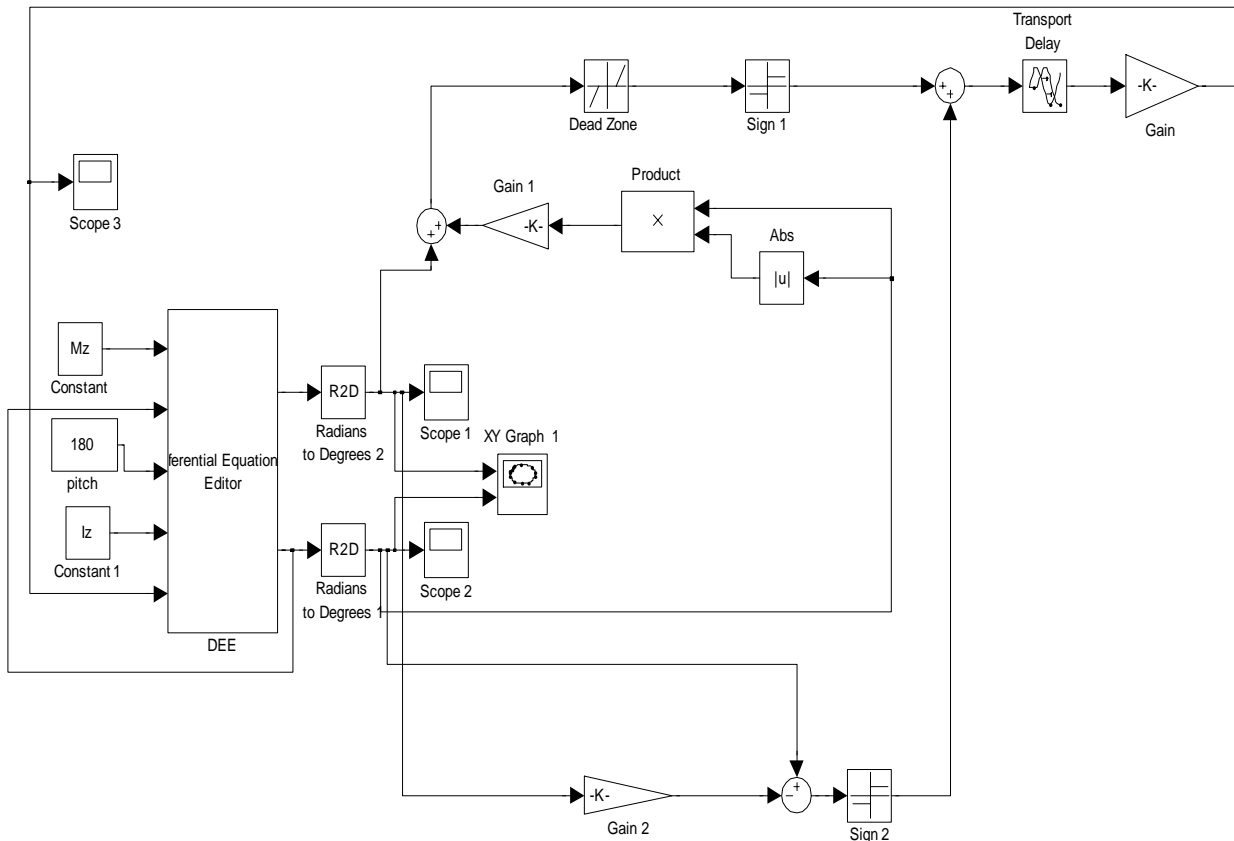 Transport
Delay
-K-
Gain
Dead Zone
Sign 1
+
+
Scope 3
Gain 1
-K-
Product
X
Abs
|u|
+
+
Mz
Constant
180
pitch
Iz
Constant 1
ferential Equation
Editor
DEE
R2D
Radians
to Degrees 2
Scope 1
XY Graph 1
R2D
Radians
to Degrees 1
Scope 2
-K-
Gain 2
+
−
Sign 2